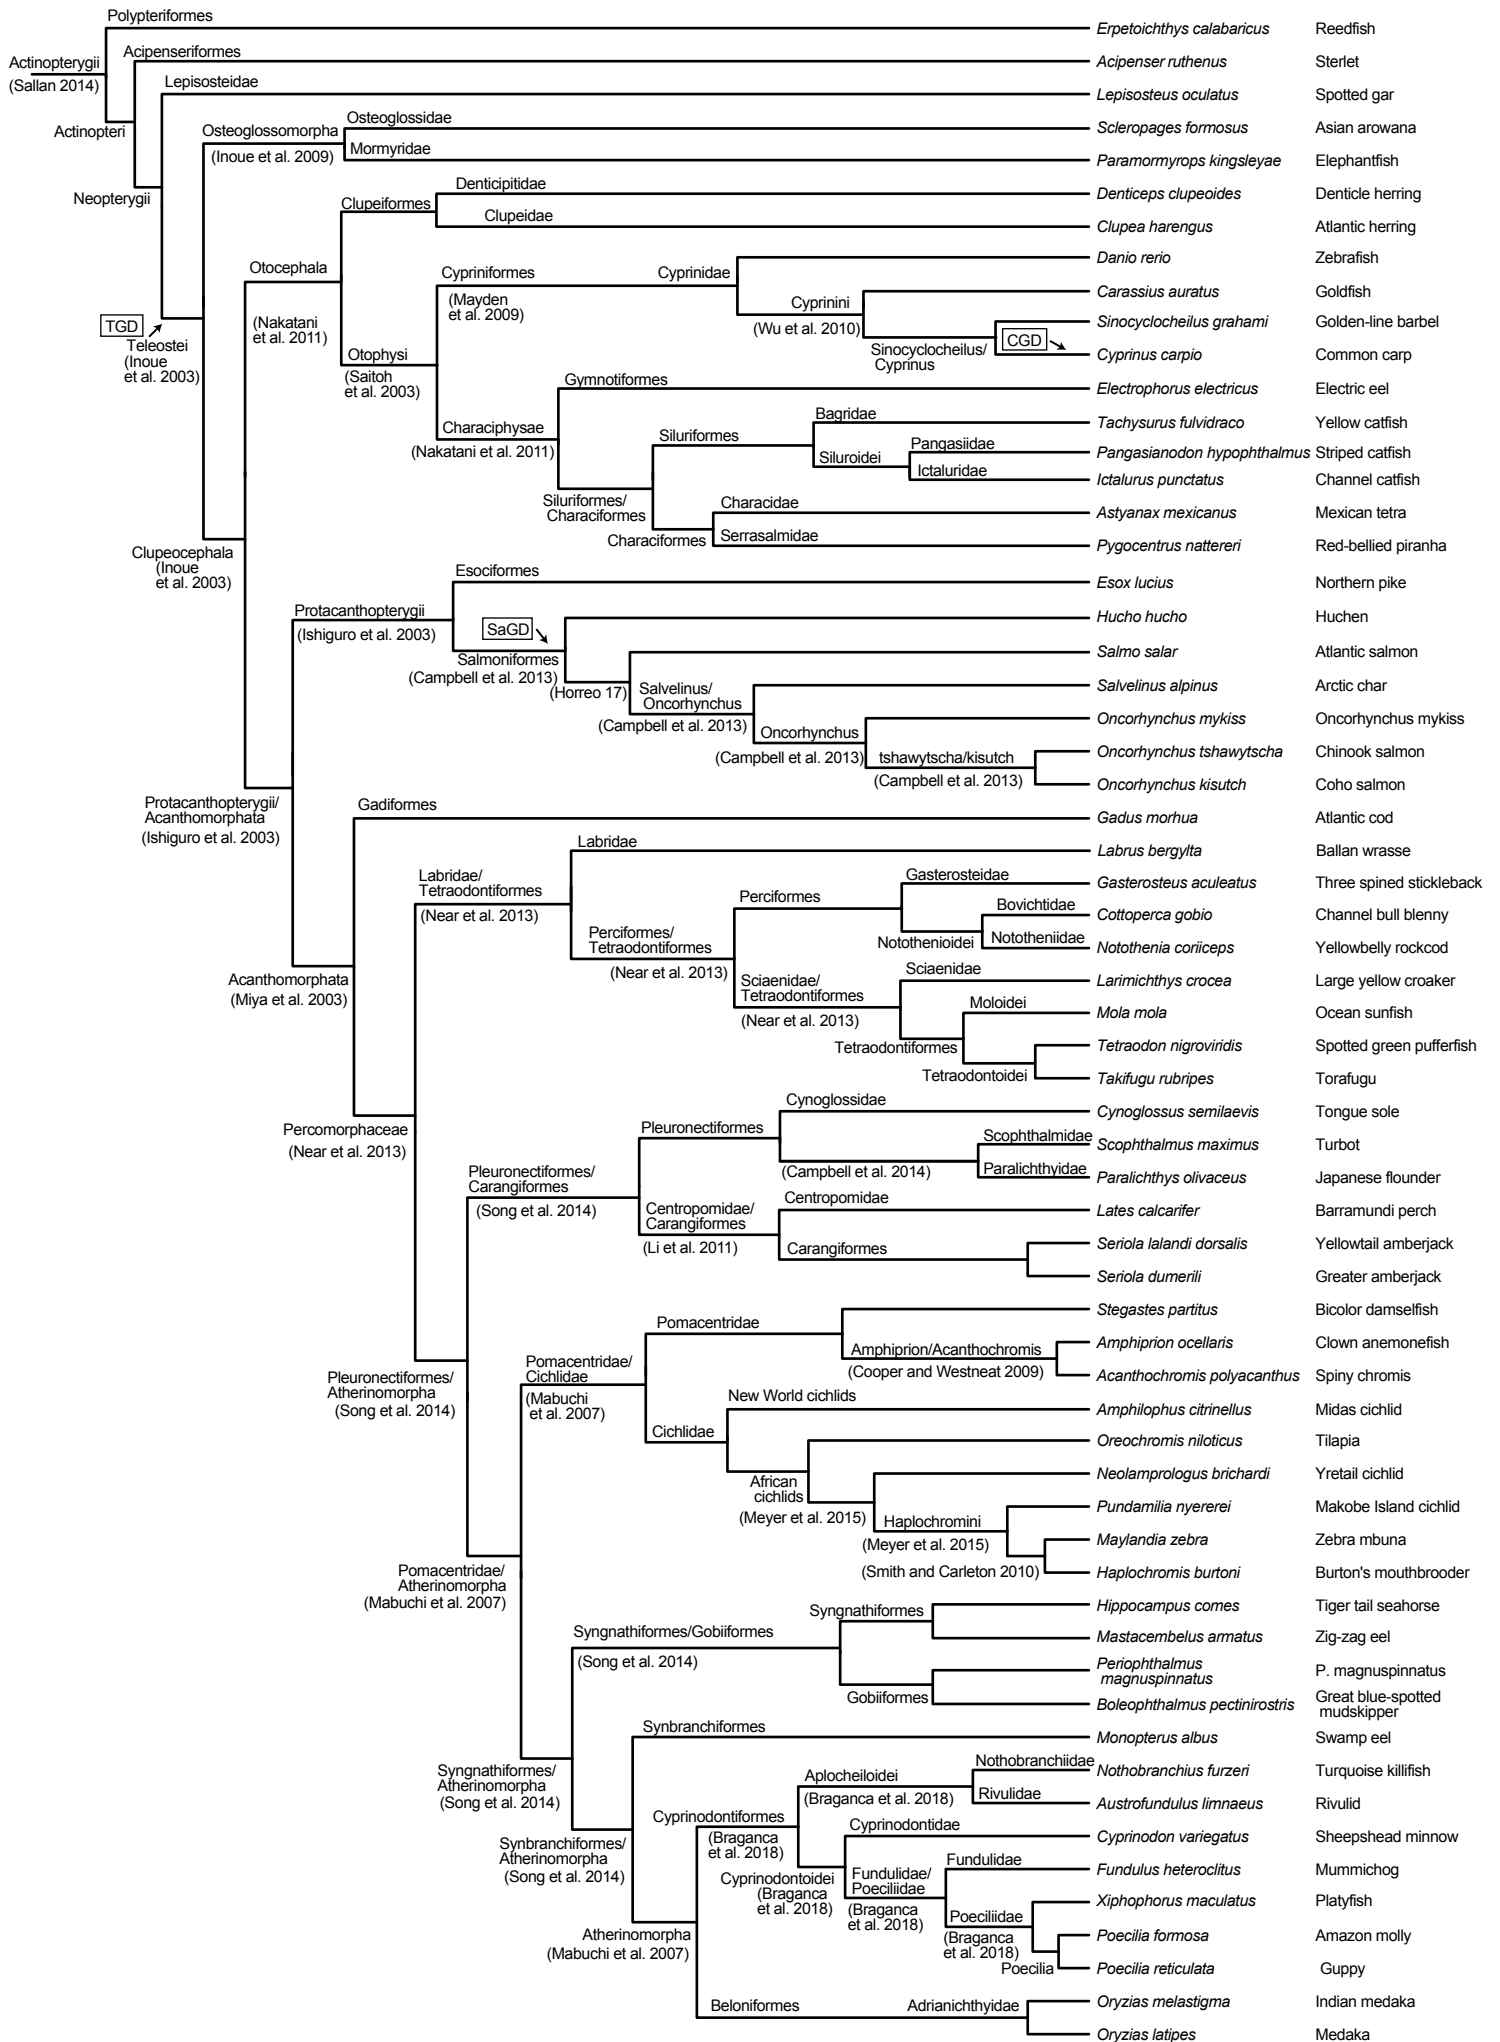 Polypteriformes
Erpetoichthys calabaricus Reedfish
Actinopterygii
(Sallan 2014)
Acipenseriformes
Acipenser ruthenus Sterlet
Actinopteri
Lepisosteidae
Lepisosteus oculatus Spotted gar
Neopterygii
Osteoglossomorpha
(Inoue et al. 2009)
Osteoglossidae
Scleropages formosus Asian arowana
Mormyridae
Paramormyrops kingsleyae Elephantfish
TGD
Teleostei
(Inoue
et al. 2003)
Denticipitidae
Denticeps clupeoides Denticle herring
Clupeiformes
Clupeidae
Clupea harengus Atlantic herring
Otocephala
(Nakatani
et al. 2011)
Cypriniformes
(Mayden
et al. 2009)
Cyprinidae
Danio rerio Zebrafish
Cyprinini
(Wu et al. 2010)
Carassius auratus Goldfish
Sinocyclocheilus grahami Golden-line barbel
Sinocyclocheilus/
Cyprinus
CGD
Cyprinus carpio Common carp
Otophysi
(Saitoh
et al. 2003)
Gymnotiformes
Electrophorus electricus Electric eel
Characiphysae
(Nakatani et al. 2011)
Siluriformes
Bagridae
Tachysurus fulvidraco Yellow catfish
Siluroidei
Pangasiidae
Pangasianodon hypophthalmus Striped catfish
Ictaluridae
Ictalurus punctatus Channel catfish
Siluriformes/
Characiformes
Characidae
Astyanax mexicanus Mexican tetra
Characiformes
Serrasalmidae
Pygocentrus nattereri Red-bellied piranha
Clupeocephala
(Inoue
et al. 2003)
Esociformes
Esox lucius Northern pike
Protacanthopterygii
(Ishiguro et al. 2003)
SaGD
Hucho hucho Huchen
Salmoniformes
(Campbell et al. 2013)
(Horreo 17)
Salmo salar Atlantic salmon
Salvelinus/
Oncorhynchus
(Campbell et al. 2013)
Salvelinus alpinus Arctic char
Oncorhynchus
(Campbell et al. 2013)
Oncorhynchus mykiss Oncorhynchus mykiss
tshawytscha/kisutch
(Campbell et al. 2013)
Oncorhynchus tshawytscha Chinook salmon
Oncorhynchus kisutch Coho salmon
Protacanthopterygii/
Acanthomorphata
(Ishiguro et al. 2003)
Gadiformes
Gadus morhua Atlantic cod
Labridae
Labrus bergylta Ballan wrasse
Labridae/
Tetraodontiformes
(Near et al. 2013)
Perciformes
Gasterosteidae
Gasterosteus aculeatus Three spined stickleback
Bovichtidae
Cottoperca gobio Channel bull blenny
Notothenioidei
Nototheniidae
Notothenia coriiceps Yellowbelly rockcod
Perciformes/
Tetraodontiformes
(Near et al. 2013)
Sciaenidae/
Tetraodontiformes
(Near et al. 2013)
Sciaenidae
Larimichthys crocea Large yellow croaker
Moloidei
Mola mola Ocean sunfish
Tetraodontiformes
Tetraodon nigroviridis Spotted green pufferfish
Tetraodontoidei
Takifugu rubripes Torafugu
Acanthomorphata
(Miya et al. 2003)
Percomorphaceae
(Near et al. 2013)
Cynoglossidae
Cynoglossus semilaevis Tongue sole
Pleuronectiformes
(Campbell et al. 2014)
Scophthalmidae
Scophthalmus maximus Turbot
Paralichthyidae
Paralichthys olivaceus Japanese flounder
Pleuronectiformes/
Carangiformes
(Song et al. 2014)
Centropomidae/
Carangiformes
(Li et al. 2011)
Centropomidae
Lates calcarifer Barramundi perch
Carangiformes
Seriola lalandi dorsalis Yellowtail amberjack
Seriola dumerili Greater amberjack
Pomacentridae
Stegastes partitus Bicolor damselfish
Amphiprion/Acanthochromis
(Cooper and Westneat 2009)
Amphiprion ocellaris Clown anemonefish
Acanthochromis polyacanthus Spiny chromis
Pleuronectiformes/
Atherinomorpha
(Song et al. 2014)
Pomacentridae/
Cichlidae
(Mabuchi
et al. 2007)
New World cichlids
Amphilophus citrinellus Midas cichlid
Cichlidae
Oreochromis niloticus Tilapia
African
cichlids
(Meyer et al. 2015)
Neolamprologus brichardi Yretail cichlid
Haplochromini
(Meyer et al. 2015)
Pundamilia nyererei Makobe Island cichlid
Maylandia zebra Zebra mbuna
(Smith and Carleton 2010)
Haplochromis burtoni Burton's mouthbrooder
Pomacentridae/
Atherinomorpha
(Mabuchi et al. 2007)
Syngnathiformes
Hippocampus comes Tiger tail seahorse
Mastacembelus armatus Zig-zag eel
Syngnathiformes/Gobiiformes
(Song et al. 2014)
Periophthalmus
magnuspinnatus
P. magnuspinnatus
Gobiiformes
Boleophthalmus pectinirostris Great blue-spotted
mudskipper
Synbranchiformes
Monopterus albus Swamp eel
Syngnathiformes/
Atherinomorpha
(Song et al. 2014)
Aplocheiloidei
(Braganca et al. 2018)
Nothobranchiidae
Nothobranchius furzeri Turquoise killifish
Rivulidae
Austrofundulus limnaeus Rivulid
Cyprinodontiformes
(Braganca
et al. 2018)
Synbranchiformes/
Atherinomorpha
(Song et al. 2014)
Cyprinodontidae
Cyprinodon variegatus Sheepshead minnow
Cyprinodontoidei
(Braganca
et al. 2018)
Fundulidae/
Poeciliidae
(Braganca
et al. 2018)
Fundulidae
Fundulus heteroclitus Mummichog
Xiphophorus maculatus Platyfish
Poeciliidae
(Braganca
et al. 2018)
Poecilia formosa Amazon molly
Poecilia
Poecilia reticulata Guppy
Atherinomorpha
(Mabuchi et al. 2007)
Beloniformes
Adrianichthyidae
Oryzias melastigma Indian medaka
Oryzias latipes Medaka